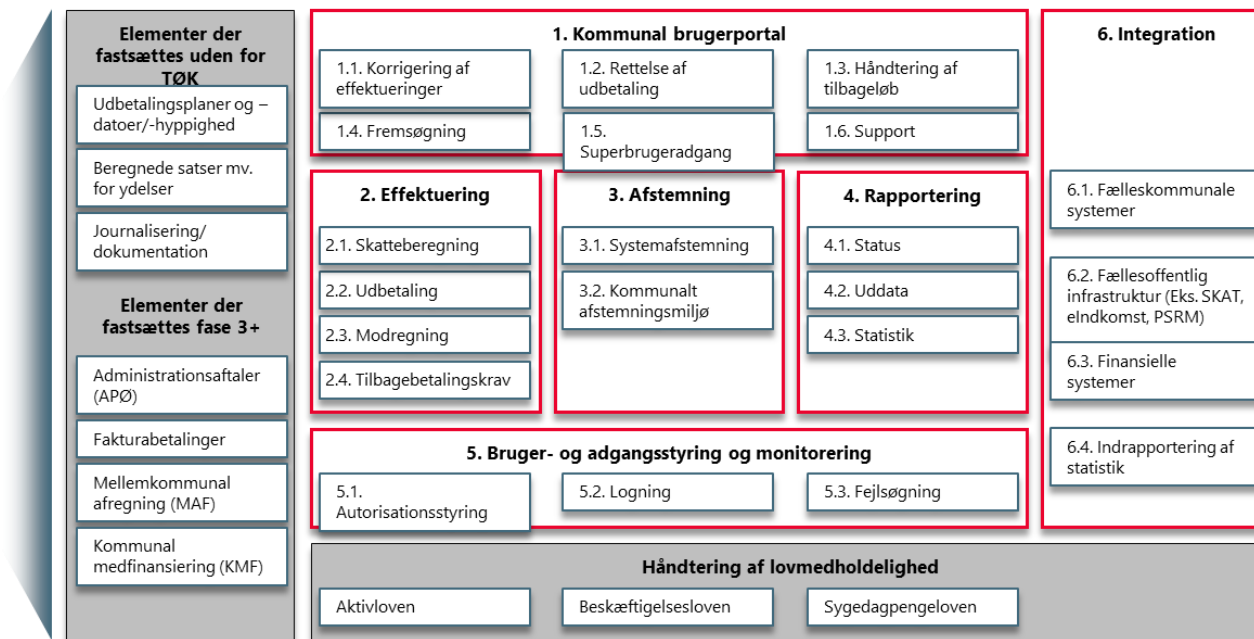 Elementer der
fastsættes uden for
TØK
Udbetalingsplaner og –
datoer/-hyppighed
Beregnede satser mv.
for ydelser
Journalisering/
dokumentation
Elementer der
fastsættes fase 3+
Administrationsaftaler
(APØ)
Fakturabetalinger
Mellemkommunal
afregning (MAF)
Kommunal
medfinansiering (KMF)
1. Kommunal brugerportal
1.1. Korrigering af
effektueringer
1.2. Rettelse af
udbetaling
1.3. Håndtering af
tilbageløb
1.4. Fremsøgning
1.5.
Superbrugeradgang
1.6. Support
2. Effektuering
2.1. Skatteberegning
2.2. Udbetaling
2.3. Modregning
2.4. Tilbagebetalingskrav
3. Afstemning
3.1. Systemafstemning
3.2. Kommunalt
afstemningsmiljø
4. Rapportering
4.1. Status
4.2. Uddata
4.3. Statistik
5. Bruger- og adgangsstyring og monitorering
5.1.
Autorisationsstyring
5.2. Logning
5.3. Fejlsøgning
6. Integration
6.1. Fælleskommunale
systemer
6.2. Fællesoffentlig
infrastruktur (Eks. SKAT,
eIndkomst, PSRM)
6.3. Finansielle
systemer
6.4. Indrapportering af
statistik
Håndtering af lovmedholdelighed
Aktivloven
Beskæftigelsesloven
Sygedagpengeloven